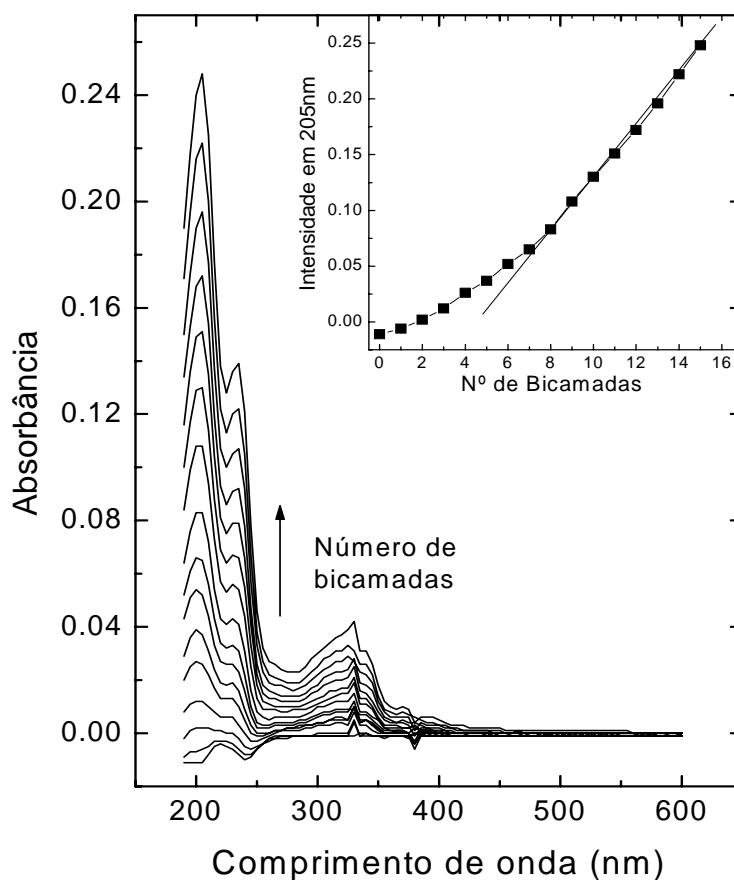 0.24
0.20
0.16
0.12
0.08
0.04
0.00
200
300
400
500
600
Absorbância
Comprimento de onda (nm)
Número de
bicamadas
0.25
0.20
0.15
0.10
0.05
0.00
0 2 4 6 8 10 12 14 16
Intensidade em 205nm
Nº de Bicamadas